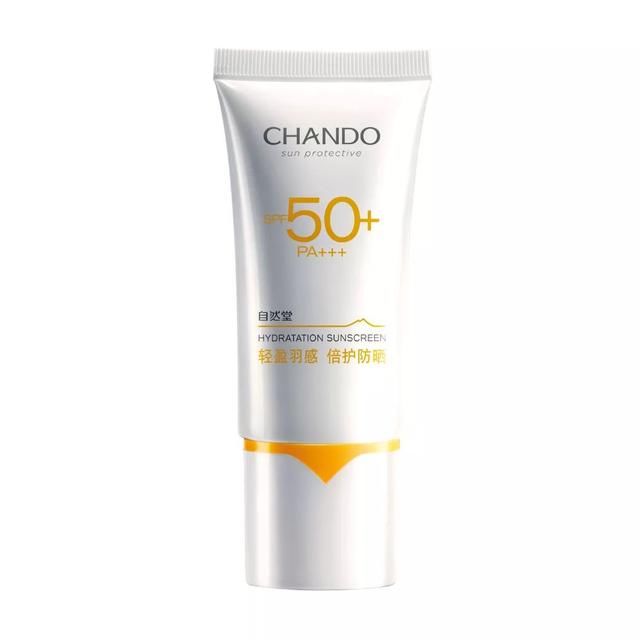 CHANDO
sun protective
SPF50+
PA+++
自然堂
HYDRATATION SUNSCREEN
轻盈羽感 倍护防晒